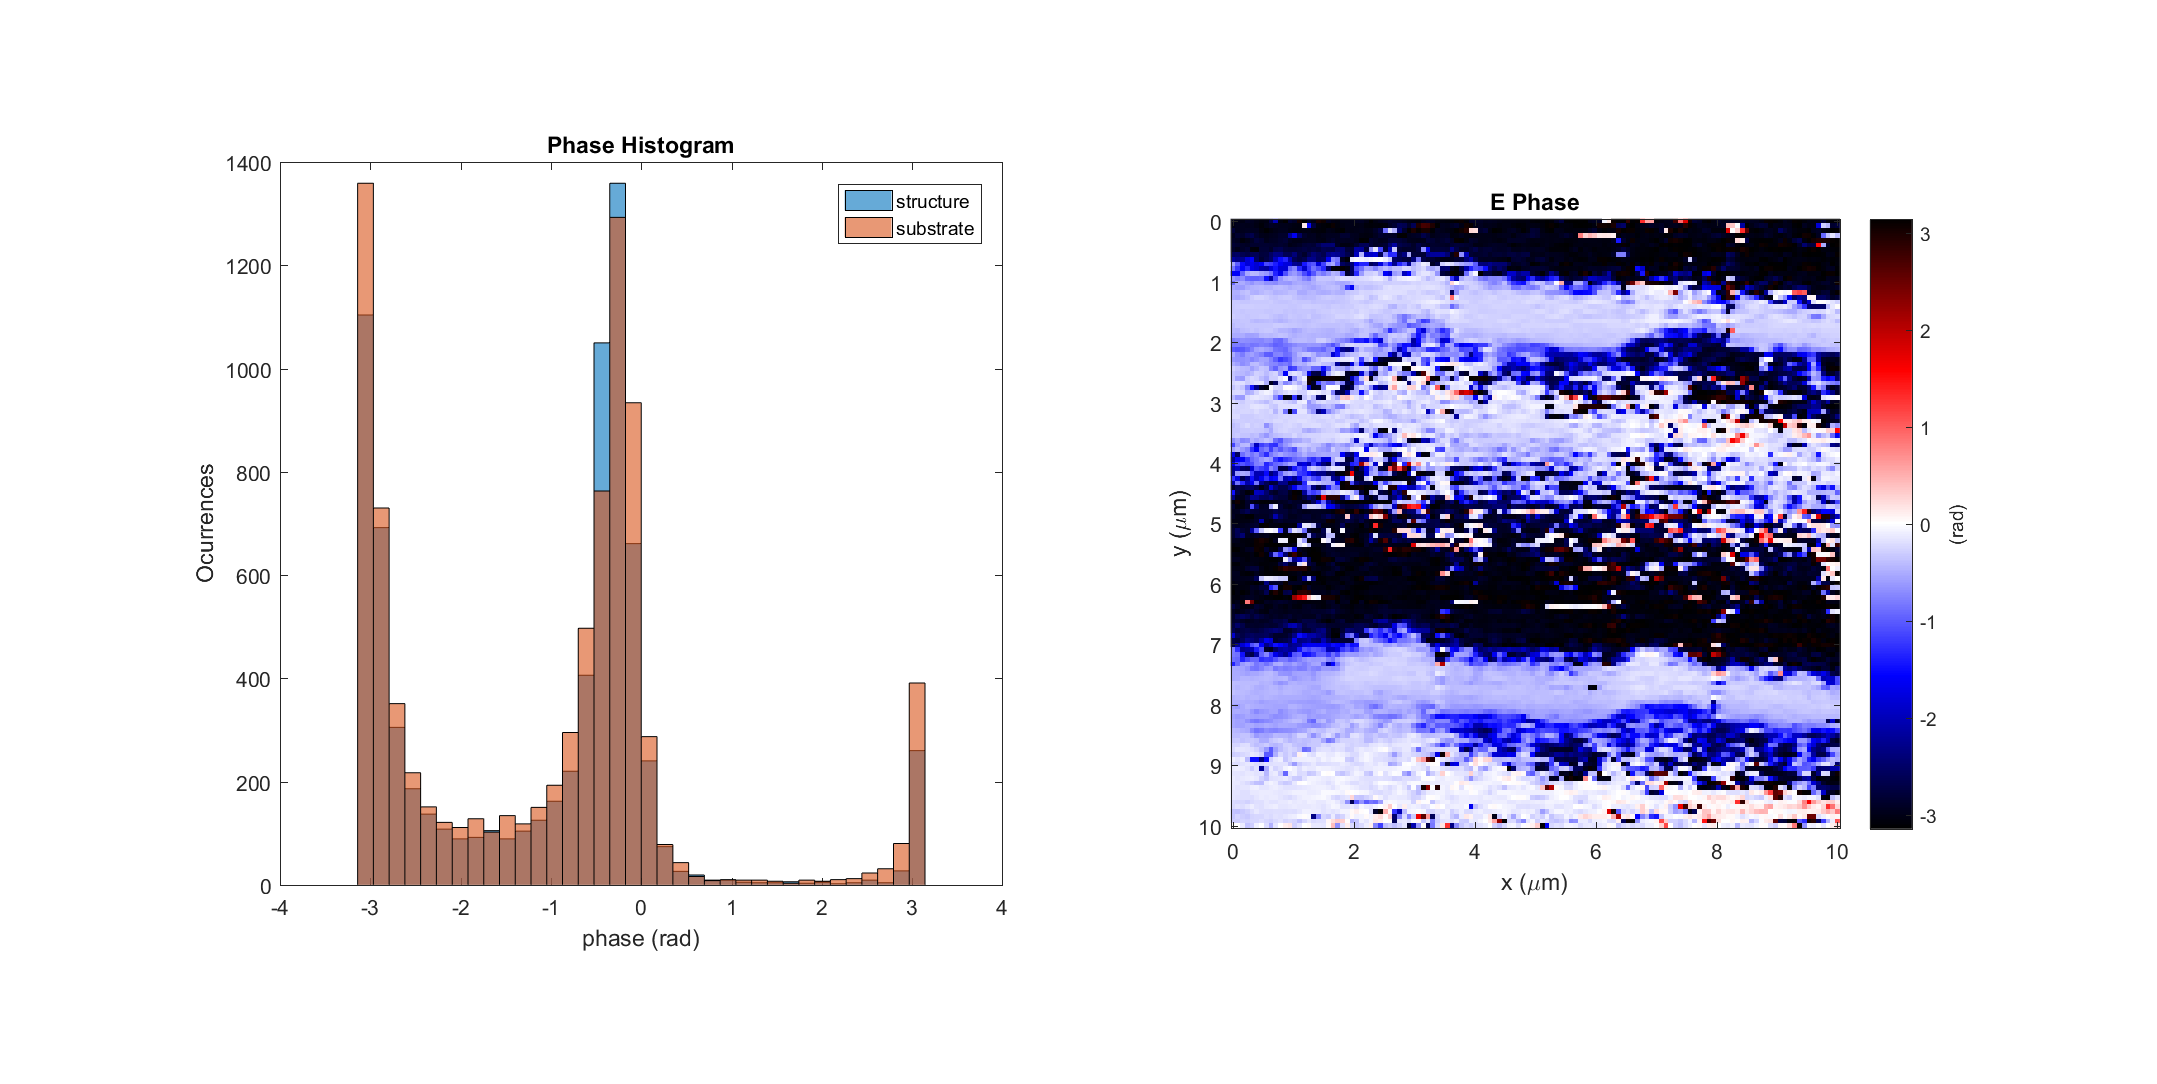 Phase Histogram
1400
1200
1000
800
600
400
200
0
-4 -3 -2 -1 0 1 2 3 4
phase (rad)
Ocurrences
structure
substrate
E Phase
0
1
2
3
4
5
6
7
8
9
10
0 2 4 6 8 10
x (μm)
y (μm)
3
2
1
0
-1
-2
-3
(rad)